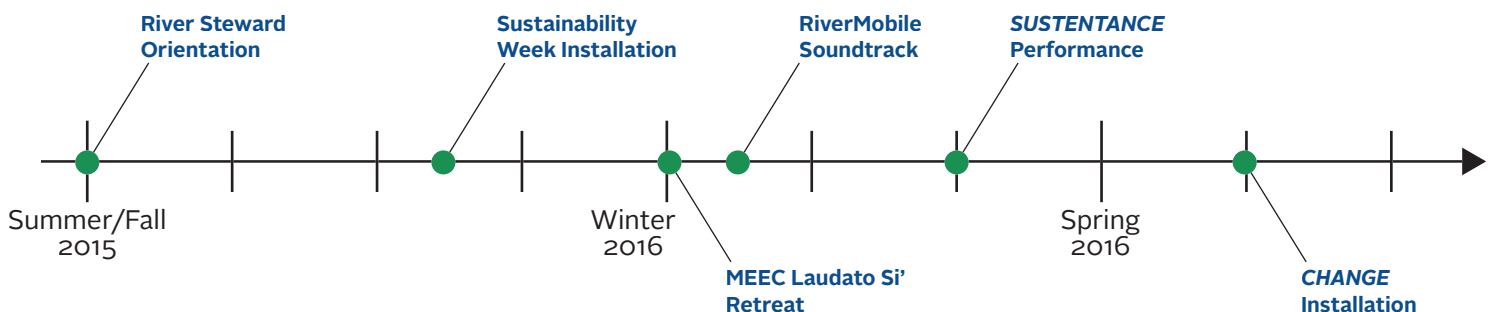 River Steward
Orientation
Sustainability
Week Installation
RiverMobile
Soundtrack
SUSTENTANCE
Performance
Summer/Fall
2015
Winter
2016
Spring
2016
MEEC Laudato Si’
Retreat
CHANGE
Installation